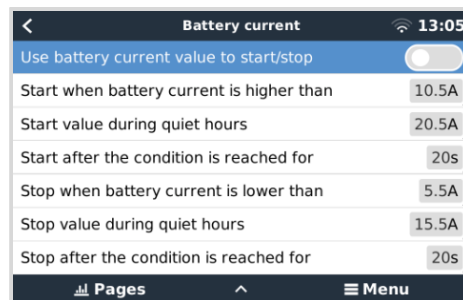 Battery current 13:05
Use battery current value to start/stop
Start when battery current is higher than 10.5A
Start value during quiet hours 20.5A
Start after the condition is reached for 20s
Stop when battery current is lower than 5.5A
Stop value during quiet hours 15.5A
Stop after the condition is reached for 20s
Pages Menu